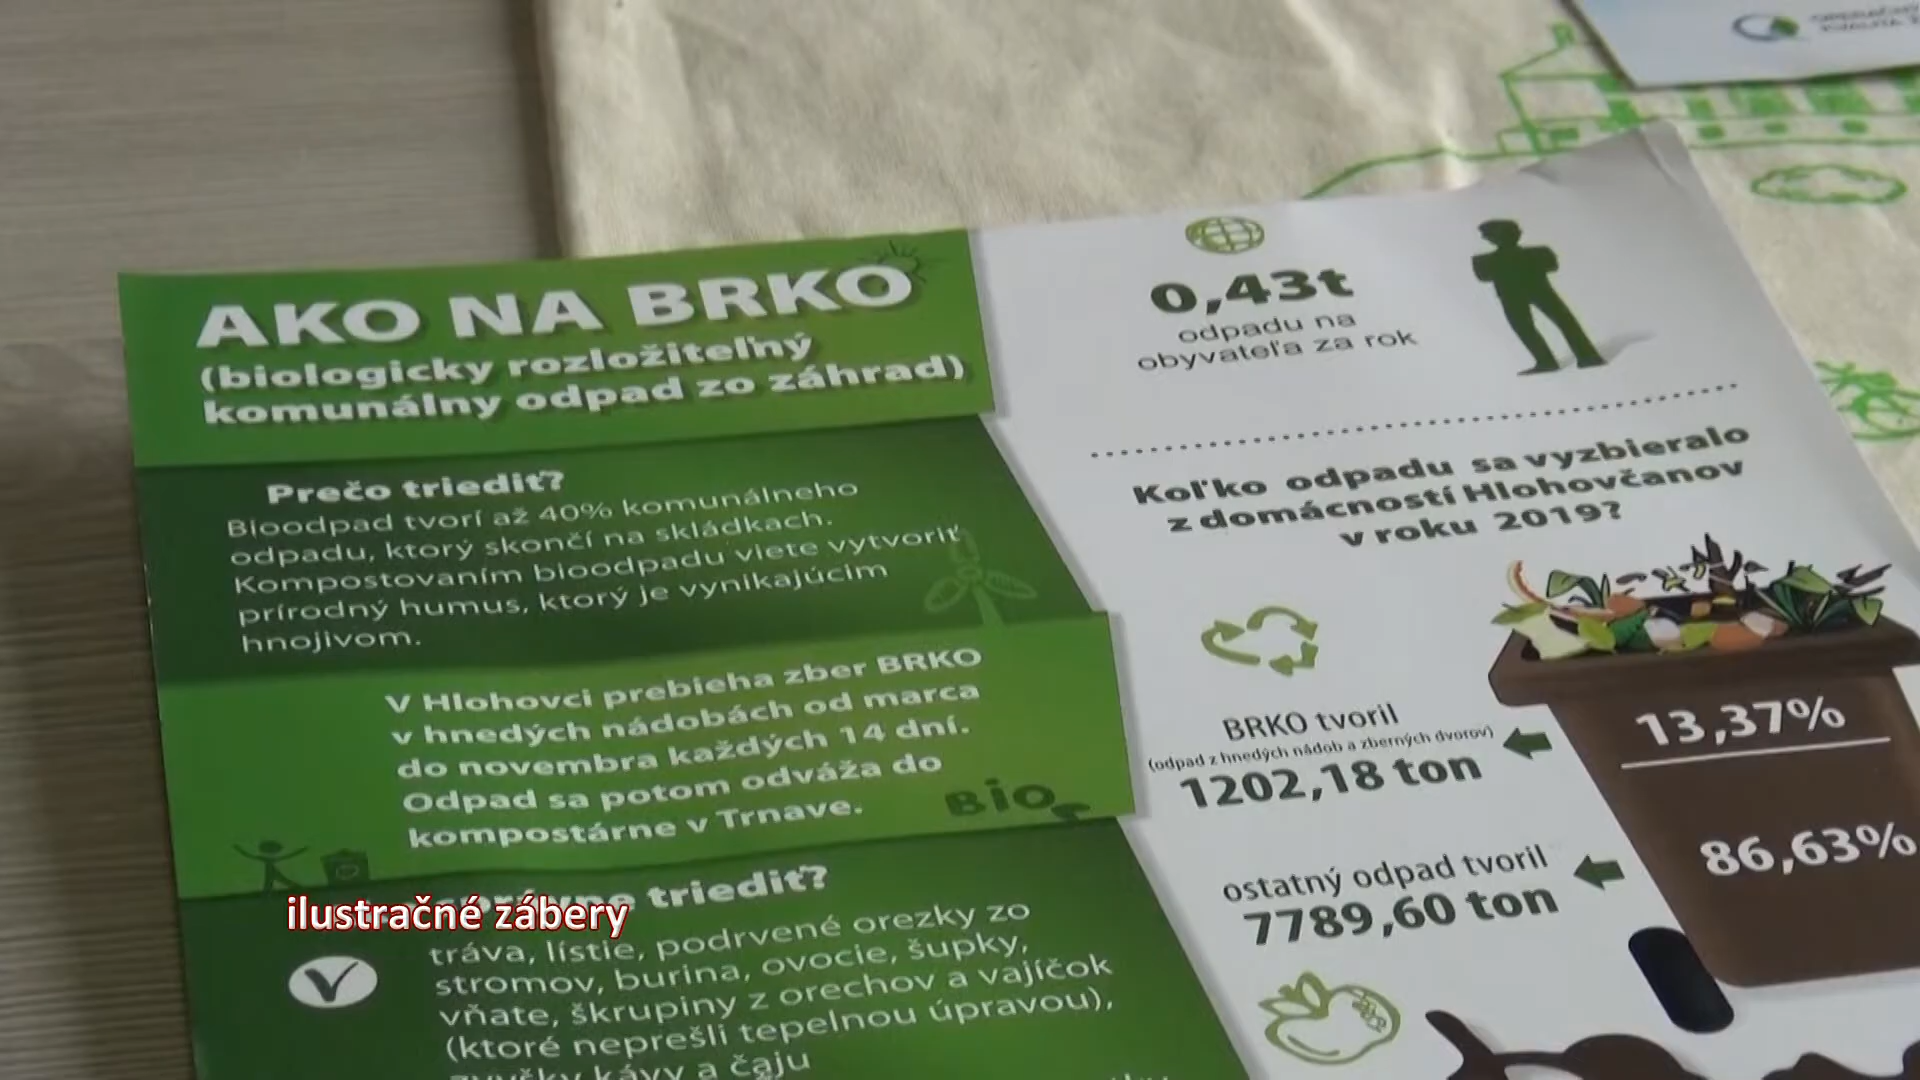 AKO NA BRKO
(biologicky rozložiteľný
komunálny odpad zo záhrad)
Prečo triediť?
Bioodpad tvorí až 40% komunálneho
odpadu, ktorý skončí na skládkach.
Kompostovaním bioodpadu viete vytvoriť
prírodný humus, ktorý je vynikajúcim
hnojivom.
V Hlohovci prebieha zber BRKO
v hnedých nádobách od marca
do novembra každých 14 dní.
Odpad sa potom odváža do
kompostárne v Trnave.
Bio
triediť?
ilustračné zábery
tráva, lístie, podrvené orezky zo
stromov, burina, ovocie, šupky,
vňate, škrupiny z orechov a vajíčok
(ktoré neprešli tepelnou úpravou),
zvyšky kávy a čaju
0,43t
odpadu na
obyvateľa za rok
Koľko odpadu sa vyzbieralo
z domácností Hlohovčanov
v roku 2019?
BRKO tvoril
(odpad z hnedých nádob a zberných dvorov)
1202,18 ton
13,37%
86,63%
ostatný odpad tvoril
7789,60 ton